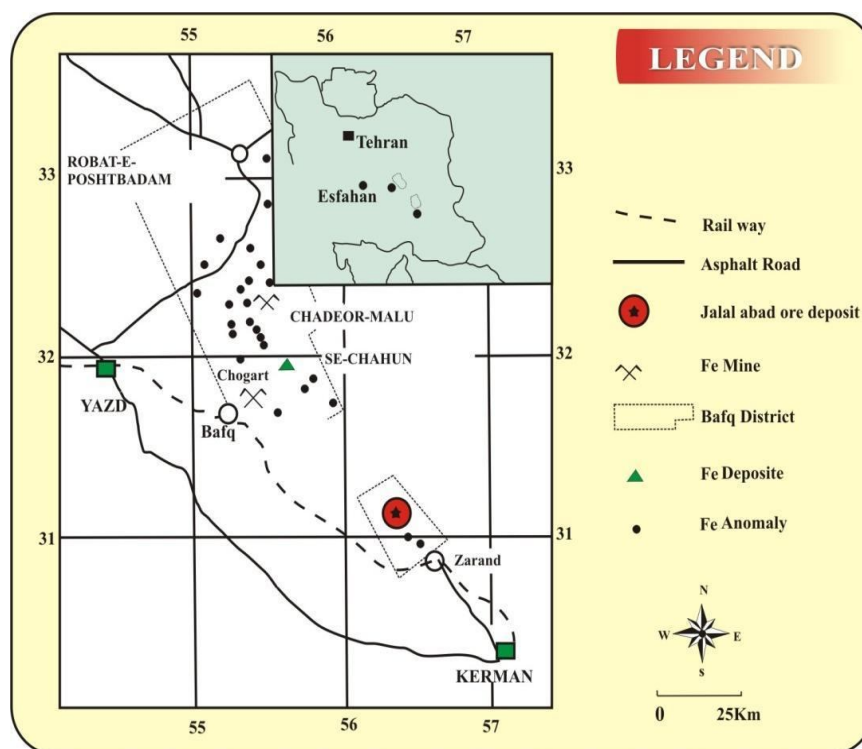 55 56 57
LEGEND
33
ROBAT-E-
POSHTBADAM
Tehran
Esfahan
33
Rail way
Asphalt Road
Jalal abad ore deposit
CHADEOR-MALU
32
SE-CHAHUN
32
Chogart
Fe Mine
YAZD
Bafq
Bafq District
Fe Deposite
31
31
Fe Anomaly
Zarand
KERMAN
N
W
E
S
0 25Km
55 56 57